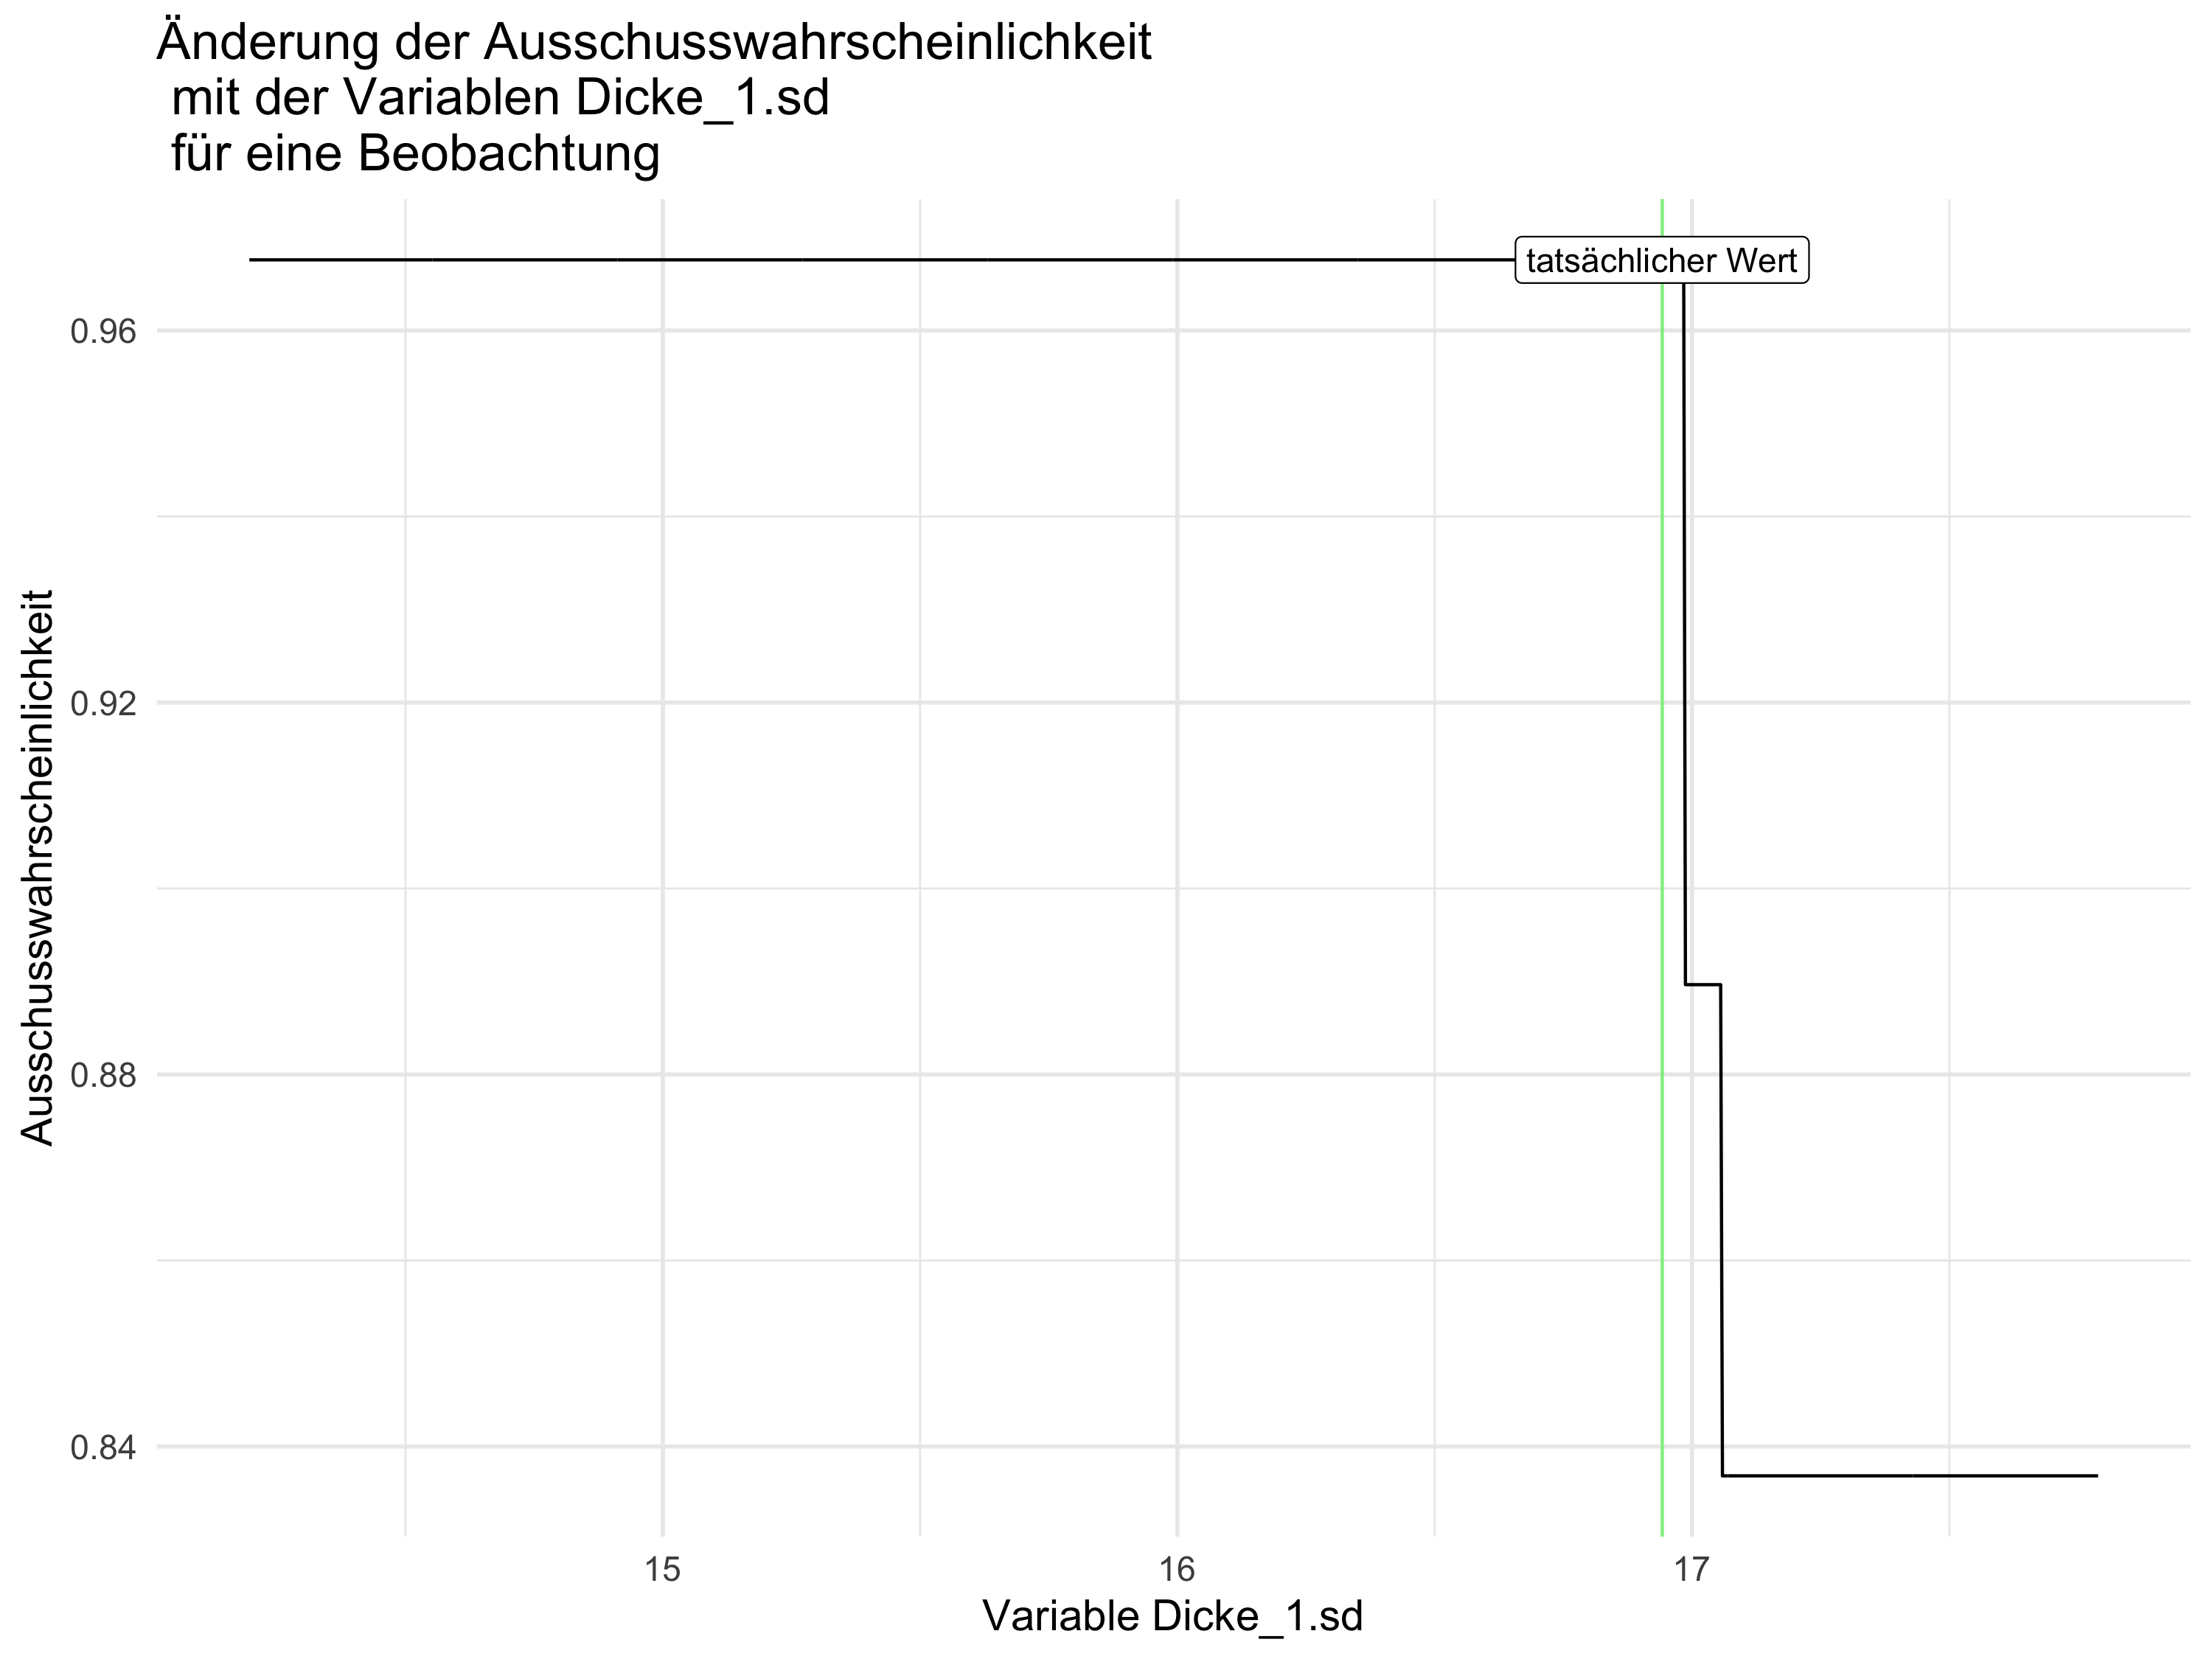 Änderung der Ausschusswahrscheinlichkeit
mit der Variablen Dicke_1.sd
für eine Beobachtung
tatsächlicher Wert
0.96
0.92
0.88
0.84
Ausschusswahrscheinlichkeit
15
16
17
Variable Dicke_1.sd